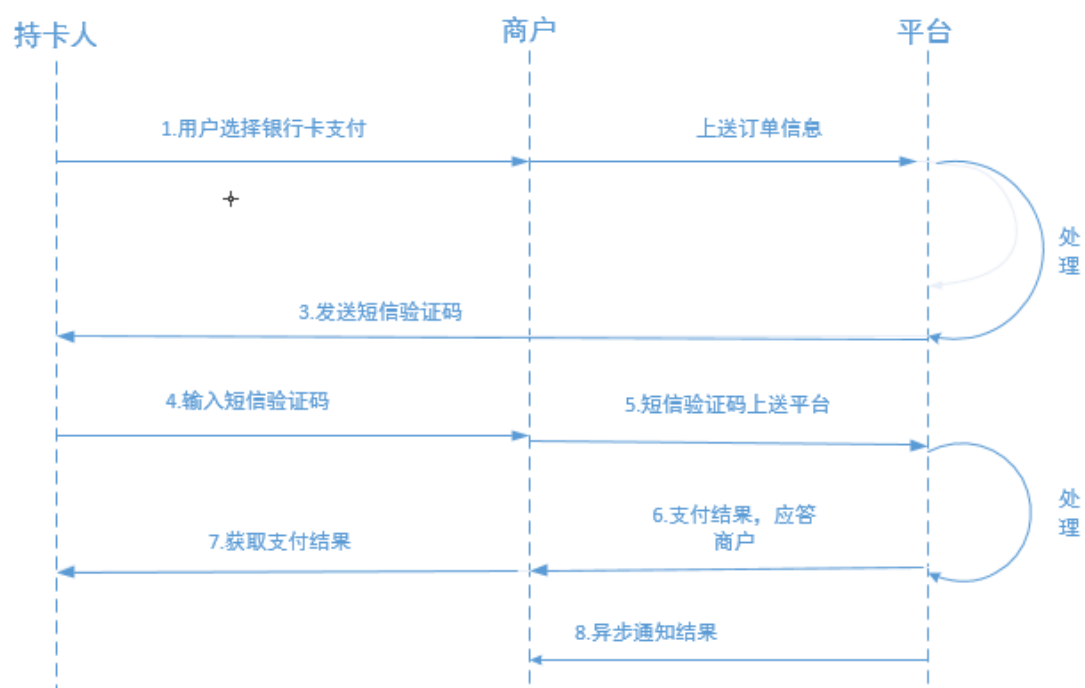 持卡人
商户
平台
1.用户选择银行卡支付
上送订单信息
处
理
3.发送短信验证码
4.输入短信验证码
5.短信验证码上送平台
处
理
6.支付结果，应答
商户
7.获取支付结果
8.异步通知结果